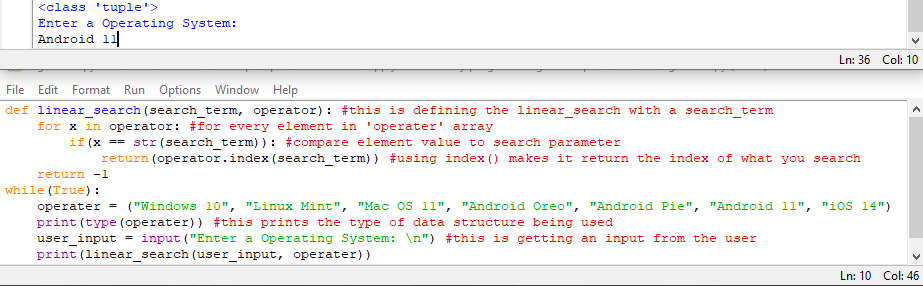 <class 'tuple'>
Enter a Operating System:
Android 11
Ln: 36 Col: 10
File Edit Format Run Options Window Help
def linear_search(search_term, operator): #this is defining the linear_search with a search_term
    for x in operator: #for every element in 'operater' array
        if(x == str(search_term)): #compare element value to search parameter
            return(operator.index(search_term)) #using index() makes it return the index of what you search
    return -1
while(True):
    operater = ("Windows 10", "Linux Mint", "Mac OS 11", "Android Oreo", "Android Pie", "Android 11", "iOS 14")
    print(type(operater)) #this prints the type of data structure being used
    user_input = input("Enter a Operating System: \n") #this is getting an input from the user
    print(linear_search(user_input, operater))
Ln: 10 Col: 46